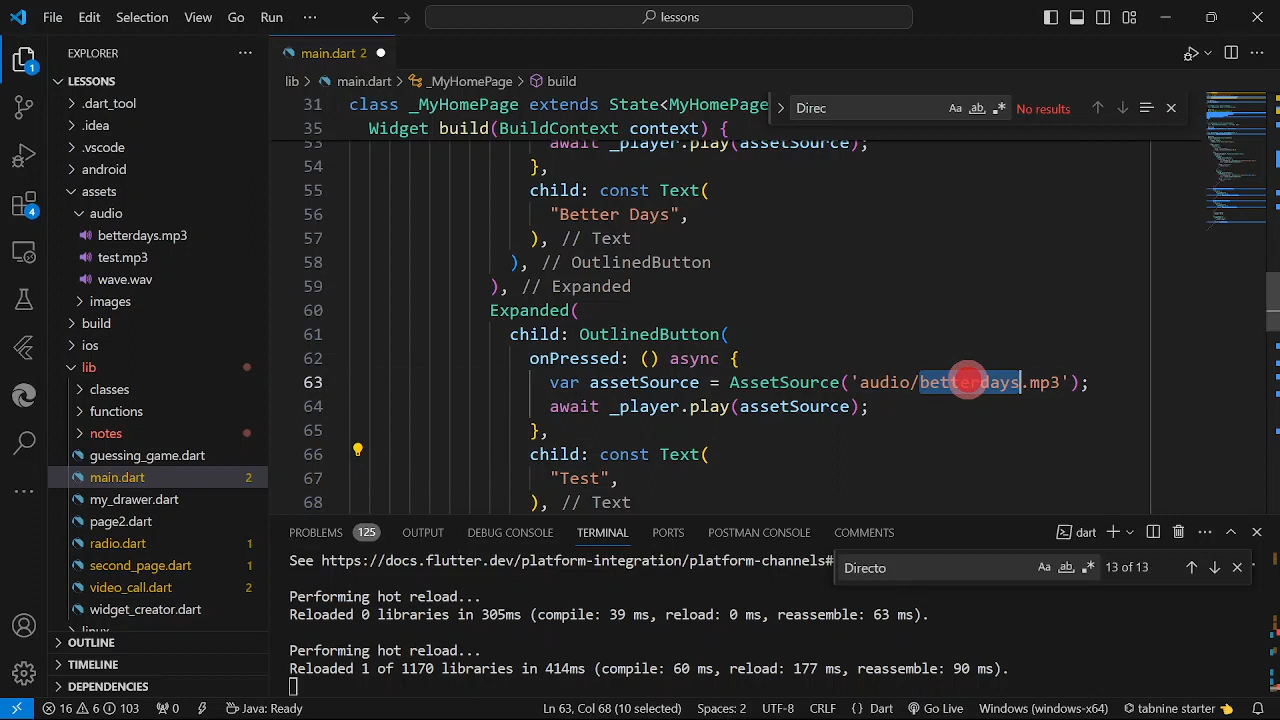 File Edit Selection View Go Run ··· lessons
EXPLORER ···
LESSONS
.dart_tool
.idea
.vscode
android
assets
audio
betterdays.mp3
test.mp3
wave.wav
images
build
ios
lib
classes
functions
notes
guessing_game.dart
main.dart 2
my_drawer.dart
page2.dart
radio.dart 1
second_page.dart 1
video_call.dart 2
widget_creator.dart
OUTLINE
TIMELINE
DEPENDENCIES
1
4
main.dart 2
lib > main.dart > _MyHomePage > build
Direc Aa ab .* No results
31 class _MyHomePage extends State<MyHomePage
35 Widget build(BuildContext context) {
53 await _player.play(assetSource);
54 },
55 child: const Text(
56 "Better Days",
57 ), // Text
58 ), // OutlinedButton
59 ), // Expanded
60 Expanded(
61 child: OutlinedButton(
62 onPressed: () async {
63 var assetSource = AssetSource('audio/betterdays.mp3');
64 await _player.play(assetSource);
65 },
66 child: const Text(
67 "Test",
68 ), // Text
PROBLEMS 125 OUTPUT DEBUG CONSOLE TERMINAL PORTS POSTMAN CONSOLE COMMENTS dart
Directo Aa ab .* 13 of 13
See https://docs.flutter.dev/platform-integration/platform-channels#
Performing hot reload...
Reloaded 0 libraries in 305ms (compile: 39 ms, reload: 0 ms, reassemble: 63 ms).
Performing hot reload...
Reloaded 1 of 1170 libraries in 414ms (compile: 60 ms, reload: 177 ms, reassemble: 90 ms).
16 6 103 0 Java: Ready Ln 63, Col 68 (10 selected) Spaces: 2 UTF-8 CRLF {} Dart Go Live Windows (windows-x64) tabnine starter